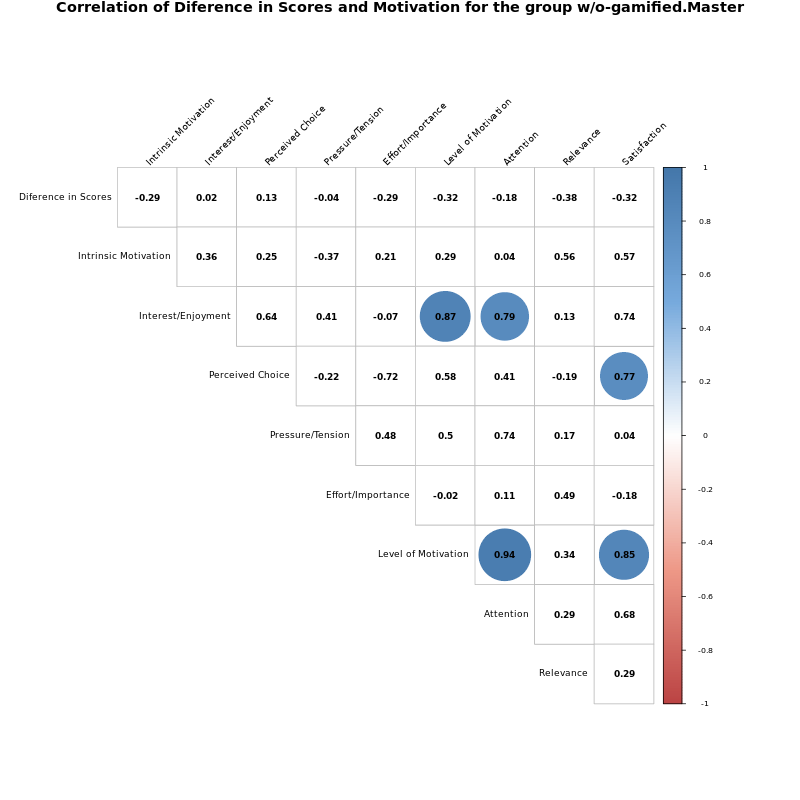 Correlation of Diference in Scores and Motivation for the group w/o-gamified.Master
Intrinsic Motivation
Interest/Enjoyment
Perceived Choice
Pressure/Tension
Effort/Importance
Level of Motivation
Attention
Relevance
Satisfaction
Diference in Scores -0.29 0.02 0.13 -0.04 -0.29 -0.32 -0.18 -0.38 -0.32
Intrinsic Motivation 0.36 0.25 -0.37 0.21 0.29 0.04 0.56 0.57
Interest/Enjoyment 0.64 0.41 -0.07 0.87 0.79 0.13 0.74
Perceived Choice -0.22 -0.72 0.58 0.41 -0.19 0.77
Pressure/Tension 0.48 0.5 0.74 0.17 0.04
Effort/Importance -0.02 0.11 0.49 -0.18
Level of Motivation 0.94 0.34 0.85
Attention 0.29 0.68
Relevance 0.29
1
0.8
0.6
0.4
0.2
0
-0.2
-0.4
-0.6
-0.8
-1